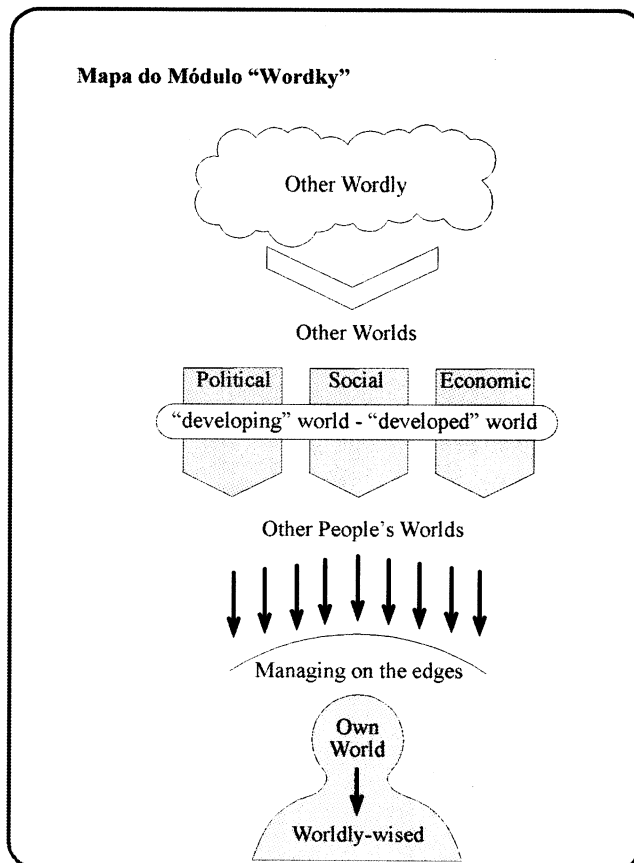 Mapa do Módulo “Wordky”
Other Wordly
Other Worlds
Political Social Economic
“developing” world - “developed” world
Other People’s Worlds
Managing on the edges
Own
World
Worldly-wised